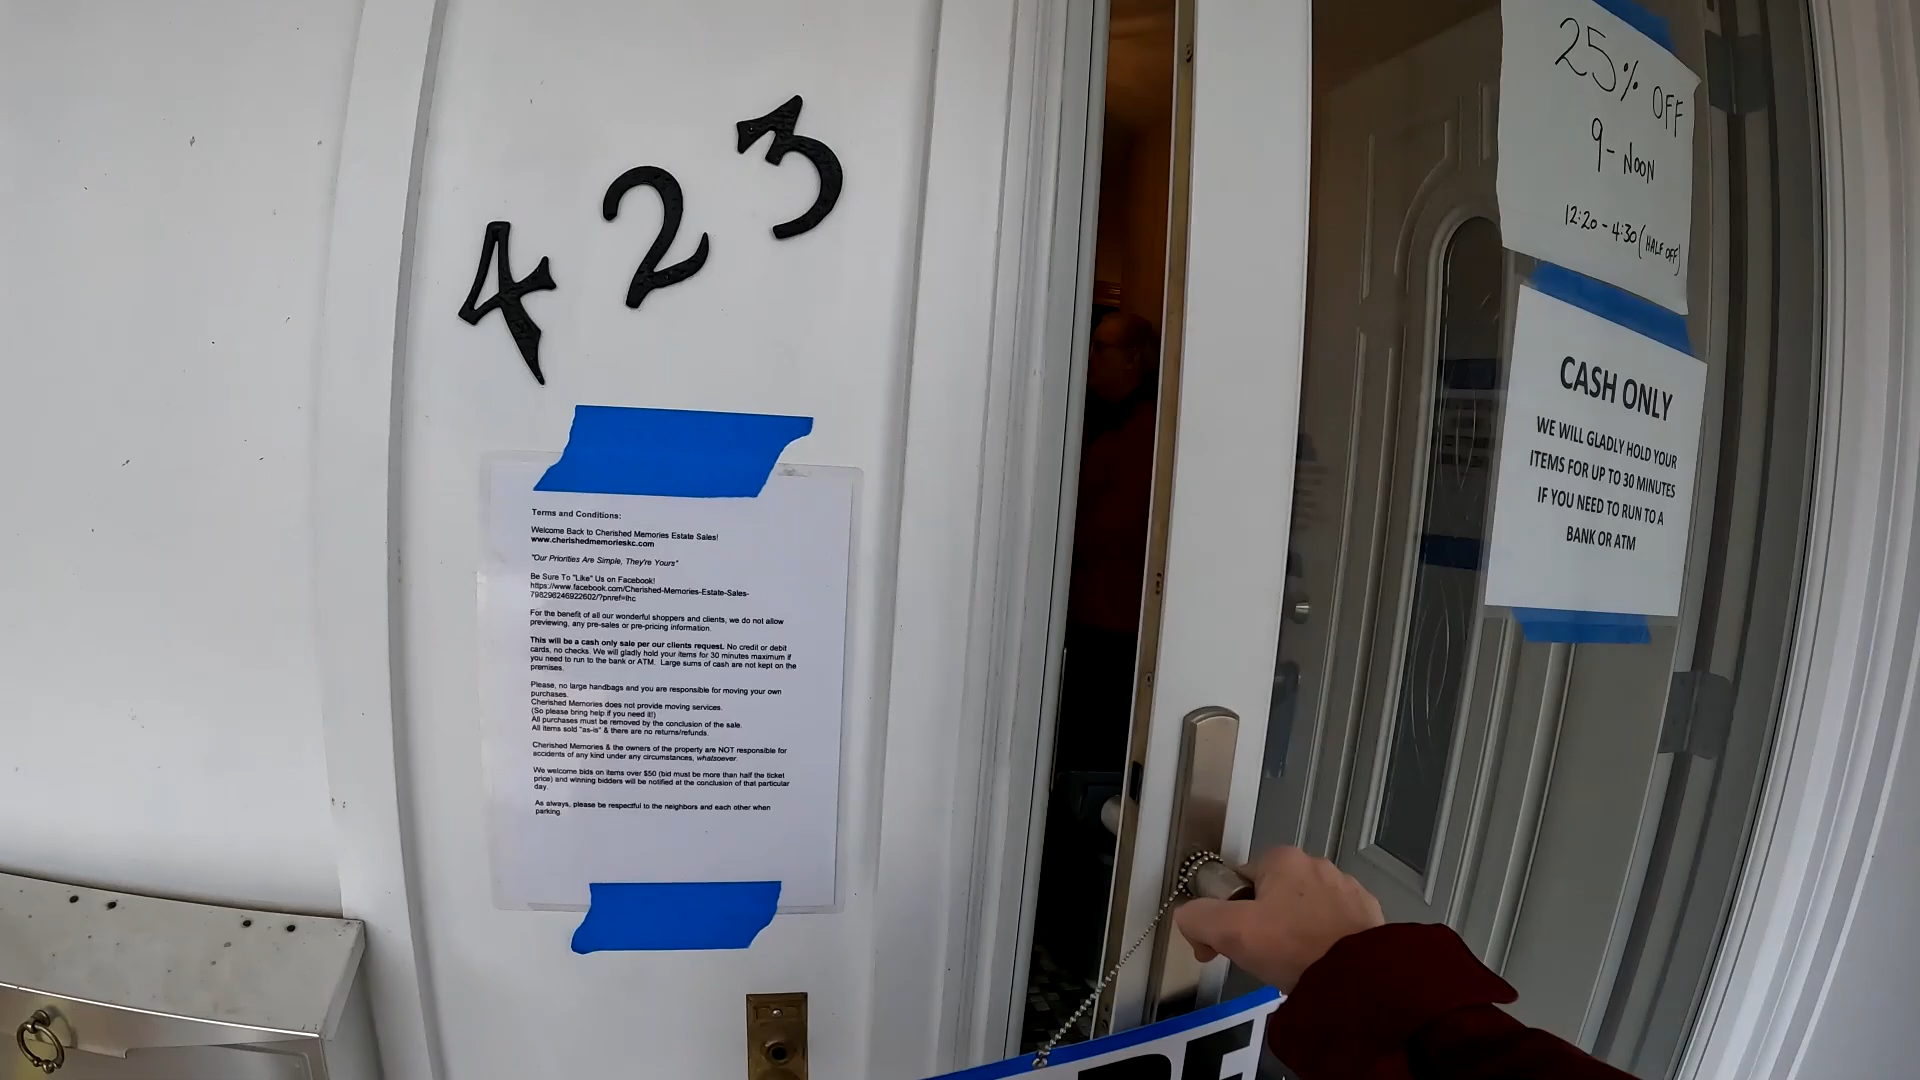 423
Terms and Conditions:
Welcome Back to Cherished Memories Estate Sales!
www.cherishedmemorieskc.com
"Our Priorities Are Simple, They're Yours"
Be Sure To "Like" Us on Facebook!
https://www.facebook.com/Cherished-Memories-Estate-Sales-
798296246922602/?pnref=lhc
For the benefit of all our wonderful shoppers and clients, we do not allow
previewing, any pre-sales or pre-pricing information.
This will be a cash only sale per our clients request. No credit or debit
cards, no checks. We will gladly hold your items for 30 minutes maximum if
you need to run to the bank or ATM. Large sums of cash are not kept on the
premises.
Please, no large handbags and you are responsible for moving your own
purchases.
Cherished Memories does not provide moving services.
(So please bring help if you need it!)
All purchases must be removed by the conclusion of the sale.
All items sold "as-is" & there are no returns/refunds.
Cherished Memories & the owners of the property are NOT responsible for
accidents of any kind under any circumstances, whatsoever.
We welcome bids on items over $50 (bid must be more than half the ticket
price) and winning bidders will be notified at the conclusion of that particular
day.
As always, please be respectful to the neighbors and each other when
parking.
25% OFF
9 - NOON
12:20 - 4:30 (HALF OFF)
CASH ONLY
WE WILL GLADLY HOLD YOUR
ITEMS FOR UP TO 30 MINUTES
IF YOU NEED TO RUN TO A
BANK OR ATM